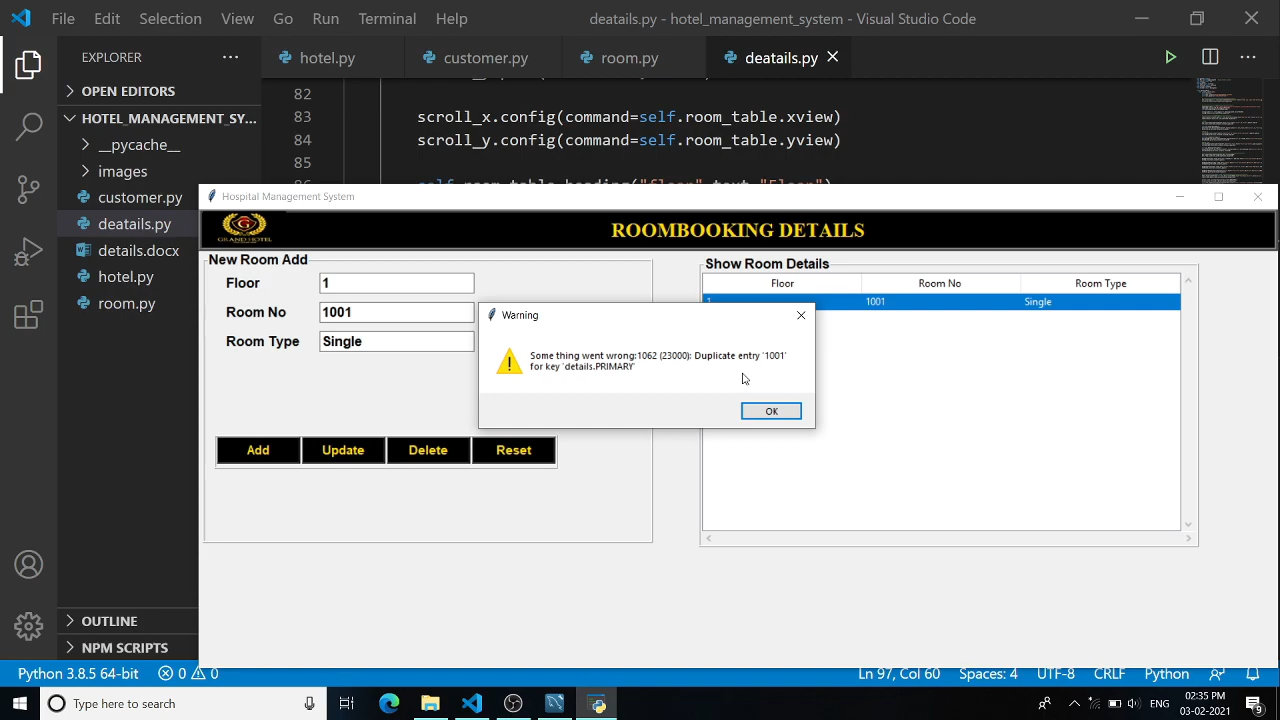 File Edit Selection View Go Run Terminal Help deatails.py - hotel_management_system - Visual Studio Code
EXPLORER
hotel.py customer.py room.py deatails.py
OPEN EDITORS
HOTEL_MANAGEMENT_SY...
__pycache__
images
customer.py
deatails.py
details.docx
hotel.py
room.py
OUTLINE
NPM SCRIPTS
82
83 scroll_x.config(command=self.room_table.xview)
84 scroll_y.config(command=self.room_table.yview)
85
Hospital Management System
GRAND HOTEL
ROOMBOOKING DETAILS
New Room Add
Floor 1
Room No 1001
Room Type Single
Add Update Delete Reset
Show Room Details
Floor Room No Room Type
1 1001 Single
Warning
Some thing went wrong:1062 (23000): Duplicate entry '1001'
for key 'details.PRIMARY'
OK
Python 3.8.5 64-bit 0 0 Ln 97, Col 60 Spaces: 4 UTF-8 CRLF Python
Type here to search
ENG
02:35 PM
03-02-2021
9